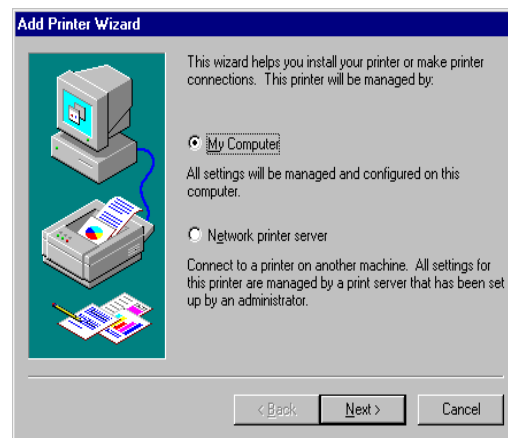 Add Printer Wizard
This wizard helps you install your printer or make printer
connections. This printer will be managed by:
My Computer
All settings will be managed and configured on this
computer.
Network printer server
Connect to a printer on another machine. All settings for
this printer are managed by a print server that has been set
up by an administrator.
< Back
Next >
Cancel